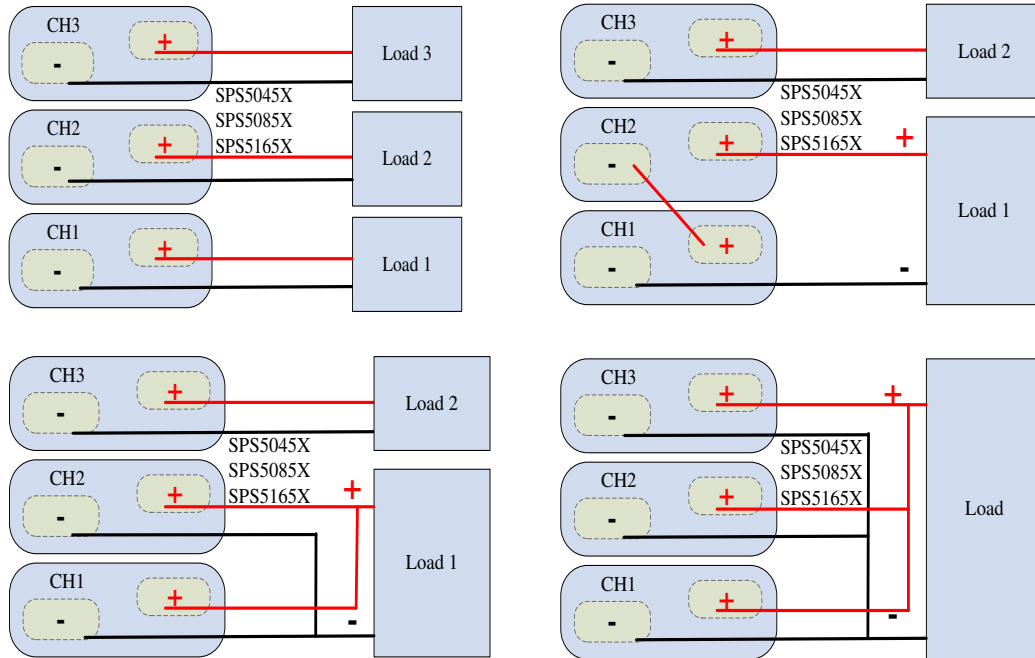 CH3
+
-
Load 3
SPS5045X
SPS5085X
SPS5165X
CH2
+
-
Load 2
CH1
+
-
Load 1
CH3
+
-
Load 2
SPS5045X
SPS5085X
SPS5165X
CH2
+
-
+
Load 1
CH1
+
-
-
CH3
+
-
Load 2
SPS5045X
SPS5085X
SPS5165X
CH2
+
-
+
Load 1
CH1
+
-
-
CH3
+
-
+
SPS5045X
SPS5085X
SPS5165X
CH2
+
-
Load
CH1
+
-
-